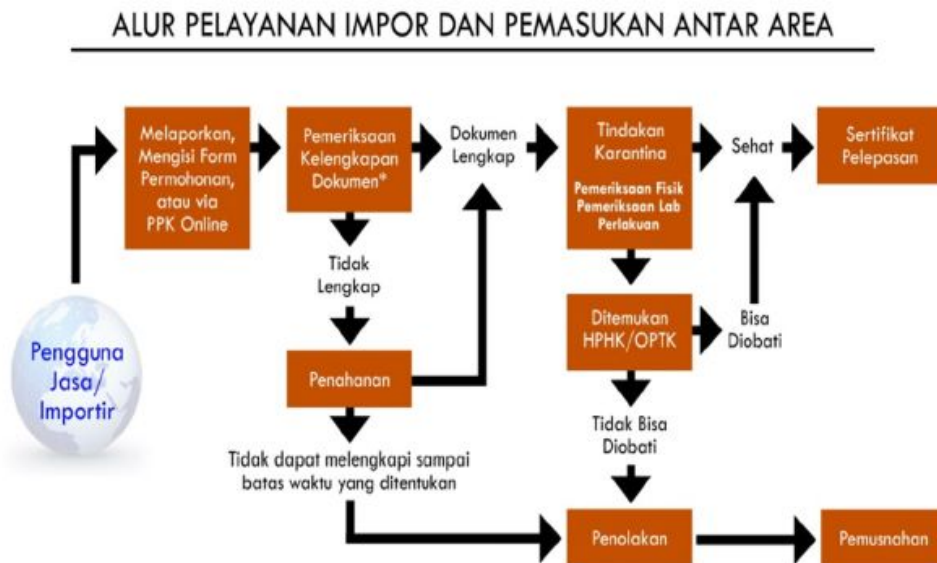 ALUR PELAYANAN IMPOR DAN PEMASUKAN ANTAR AREA
Pengguna
Jasa/
Importir
Melaporkan,
Mengisi Form
Permohonan,
atau via
PPK Online
Pemeriksaan
Kelengkapan
Dokumen*
Dokumen
Lengkap
Tindakan
Karantina
Pemeriksaan Fisik
Pemeriksaan Lab
Perlakuan
Sehat
Sertifikat
Pelepasan
Tidak
Lengkap
Penahanan
Ditemukan
HPHK/OPTK
Bisa
Diobati
Tidak Bisa
Diobati
Tidak dapat melengkapi sampai
batas waktu yang ditentukan
Penolakan
Pemusnahan